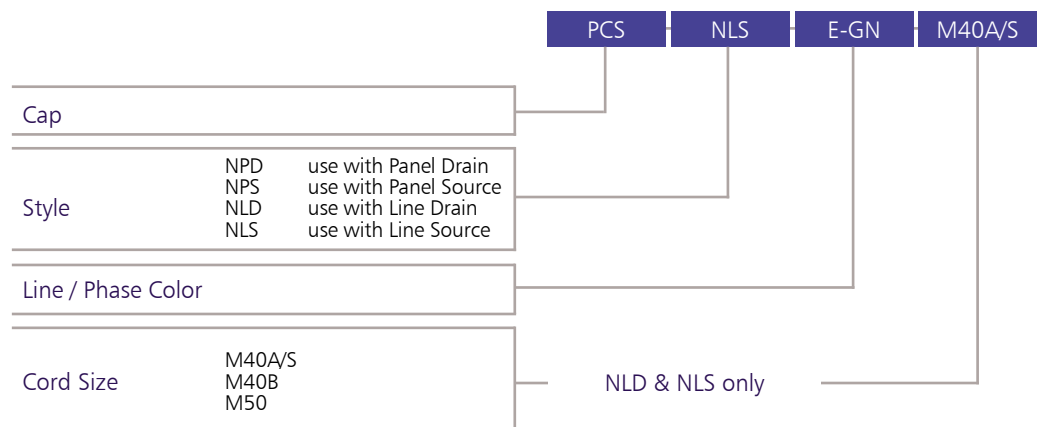 PCS NLS E-GN M40A/S
Cap
Style
NPD use with Panel Drain
NPS use with Panel Source
NLD use with Line Drain
NLS use with Line Source
Line / Phase Color
Cord Size
M40A/S
M40B
M50
NLD & NLS only